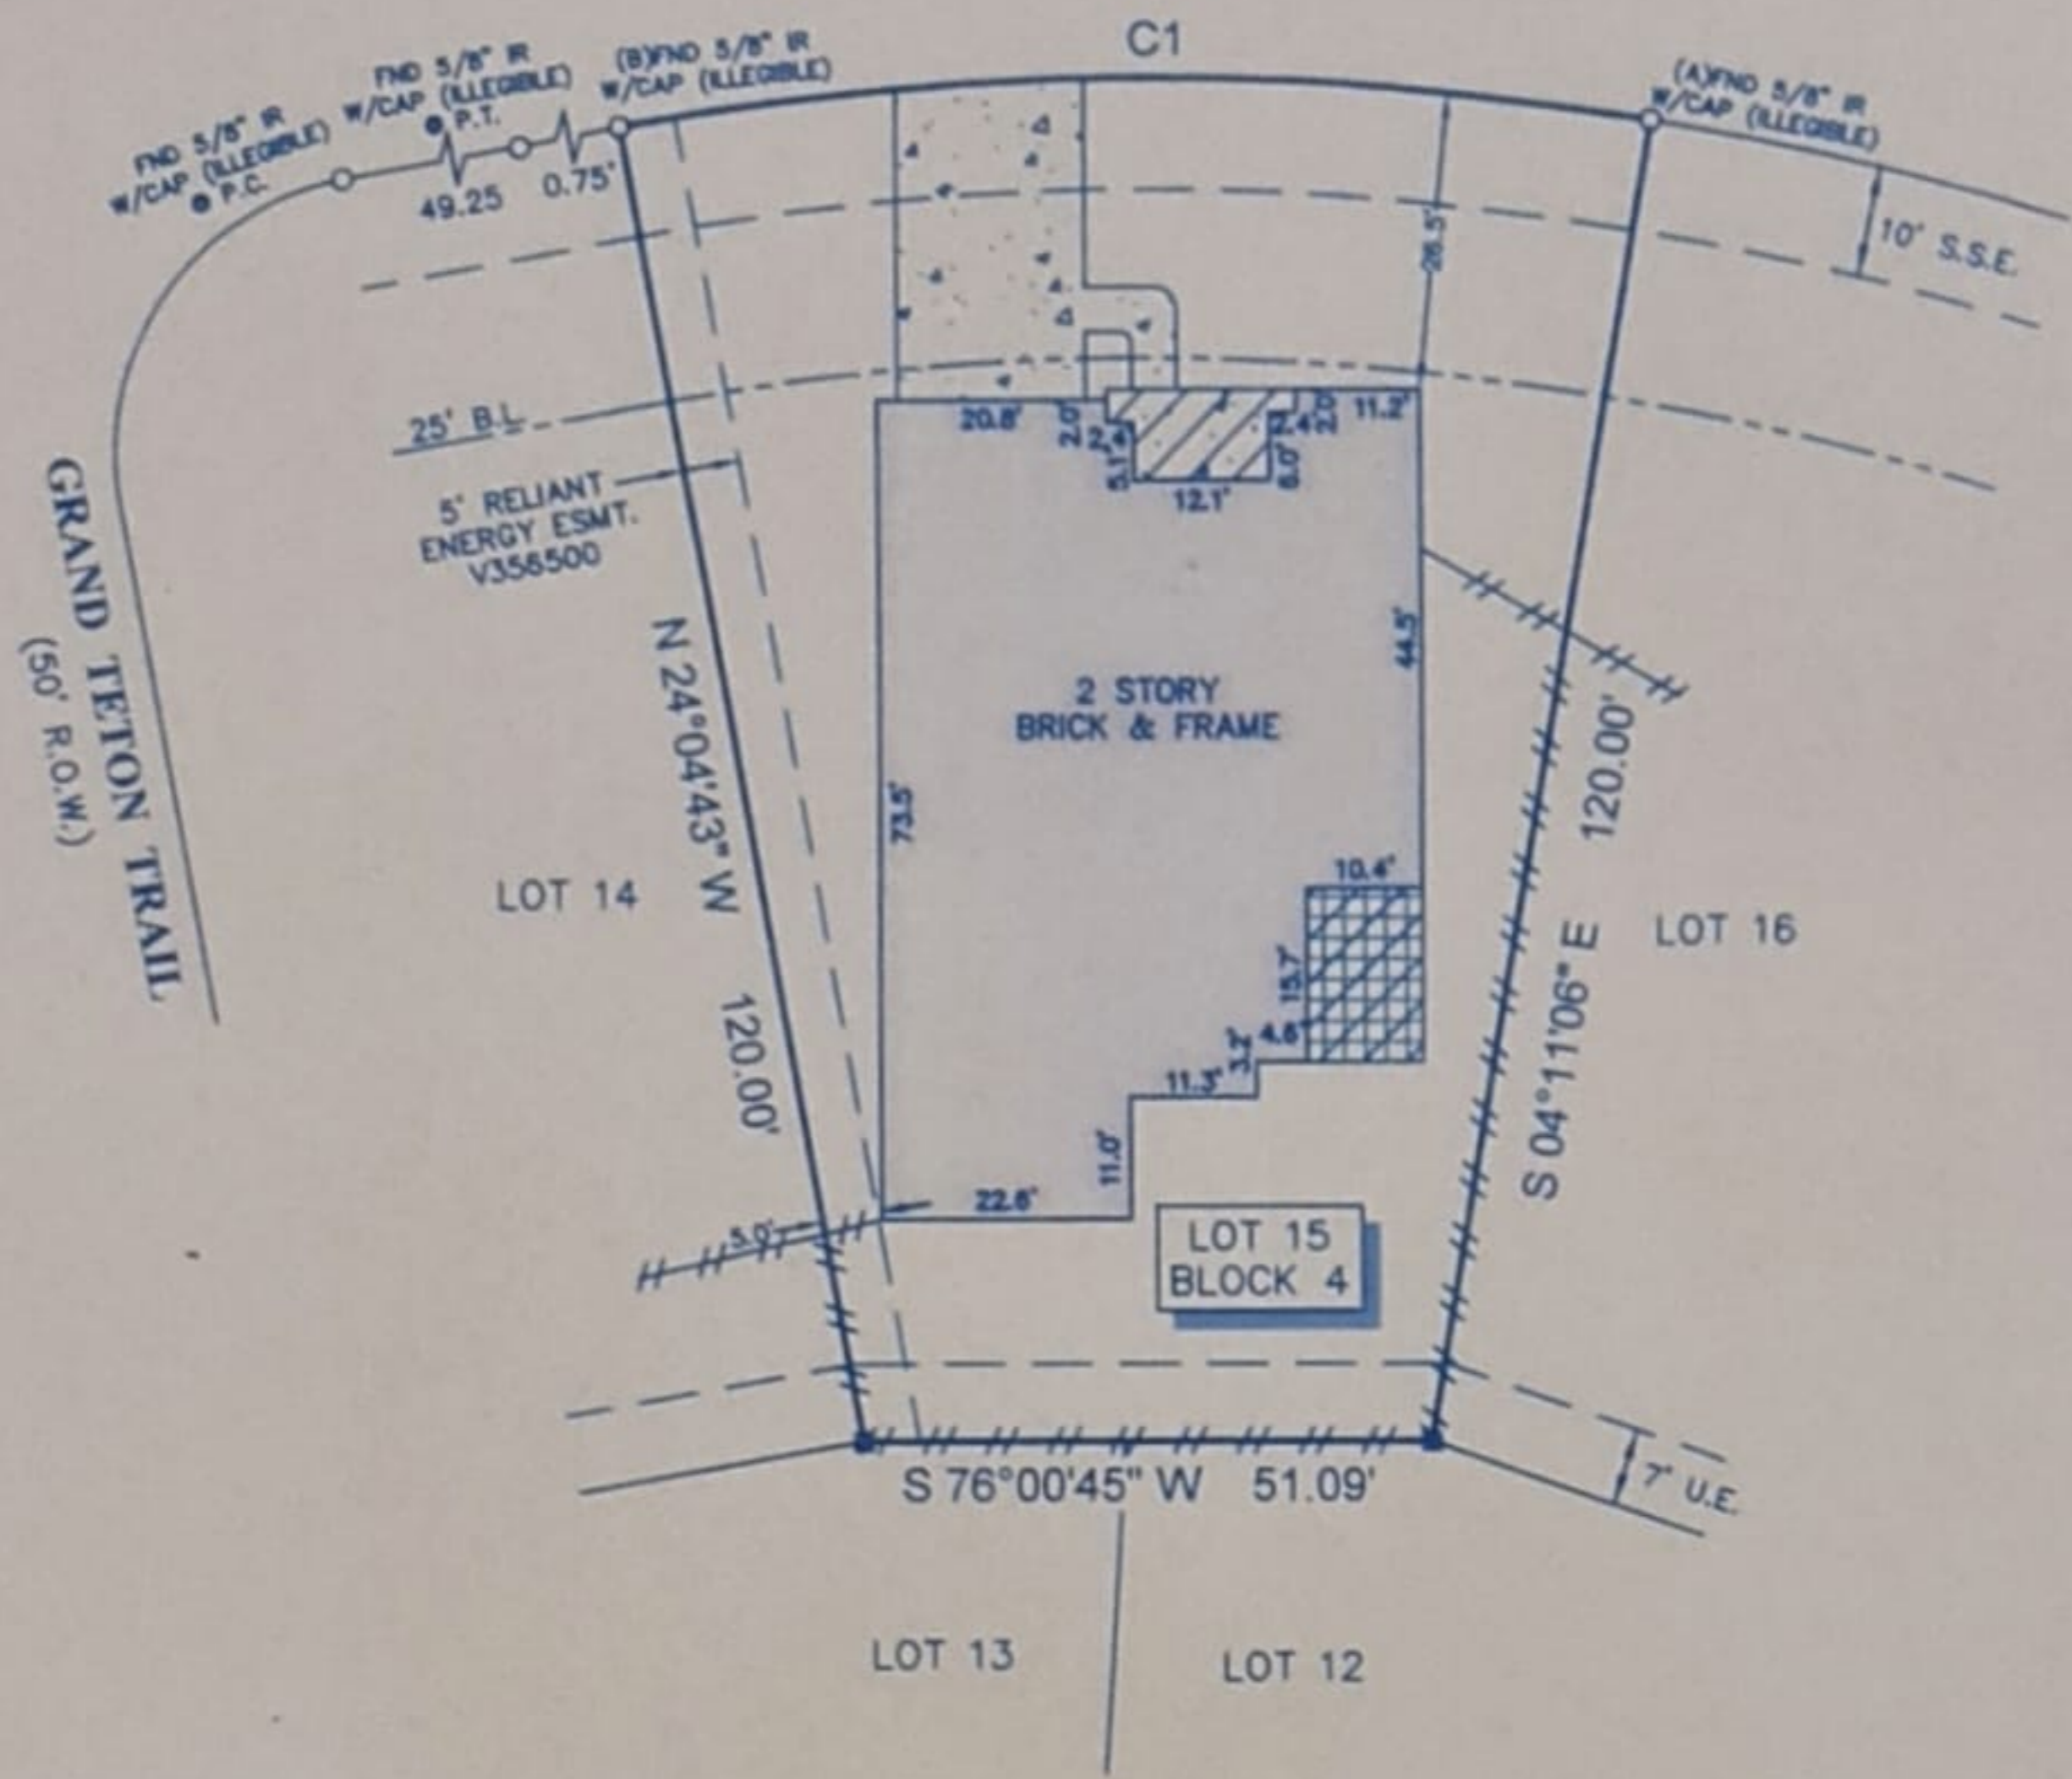 C1
FND 5/8" IR
W/CAP (ILLEGIBLE)
P.C.
FND 5/8" IR
W/CAP (ILLEGIBLE)
P.T.
(B)FND 5/8" IR
W/CAP (ILLEGIBLE)
(A)FND 5/8" IR
W/CAP (ILLEGIBLE)
49.25
0.75'
10' S.S.E.
25' B.L.
5' RELIANT
ENERGY ESMT.
V356500
GRAND TETON TRAIL
(50' R.O.W.)
20.8'
2.0'
2.4'
5.1'
12.1'
6.0'
2.4'
2.0'
11.2'
N 24°04'43" W 120.00'
73.5'
2 STORY
BRICK & FRAME
44.5'
S 04°11'06" E 120.00'
LOT 14
LOT 16
10.4'
15.7'
4.6'
3.2'
11.3'
11.0'
22.6'
5.0'
LOT 15
BLOCK 4
S 76°00'45" W 51.09'
7' U.E.
LOT 13
LOT 12